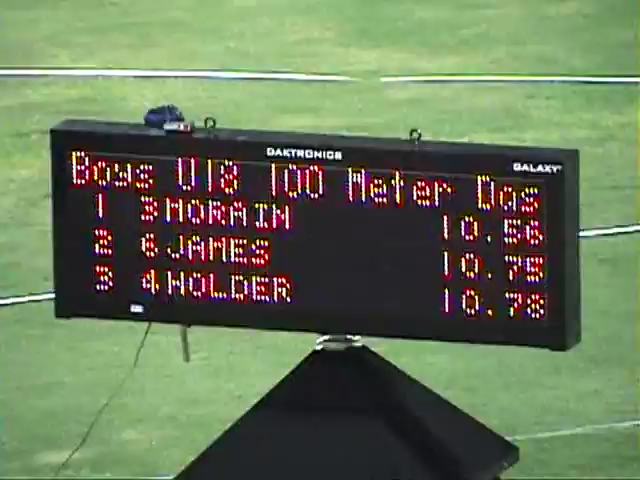 DAKTRONICS GALAXY
Boys U18 100 Meter Das
1 3 MORAIN 10.56
2 6 JAMES 10.75
3 4 HOLDER 10.78